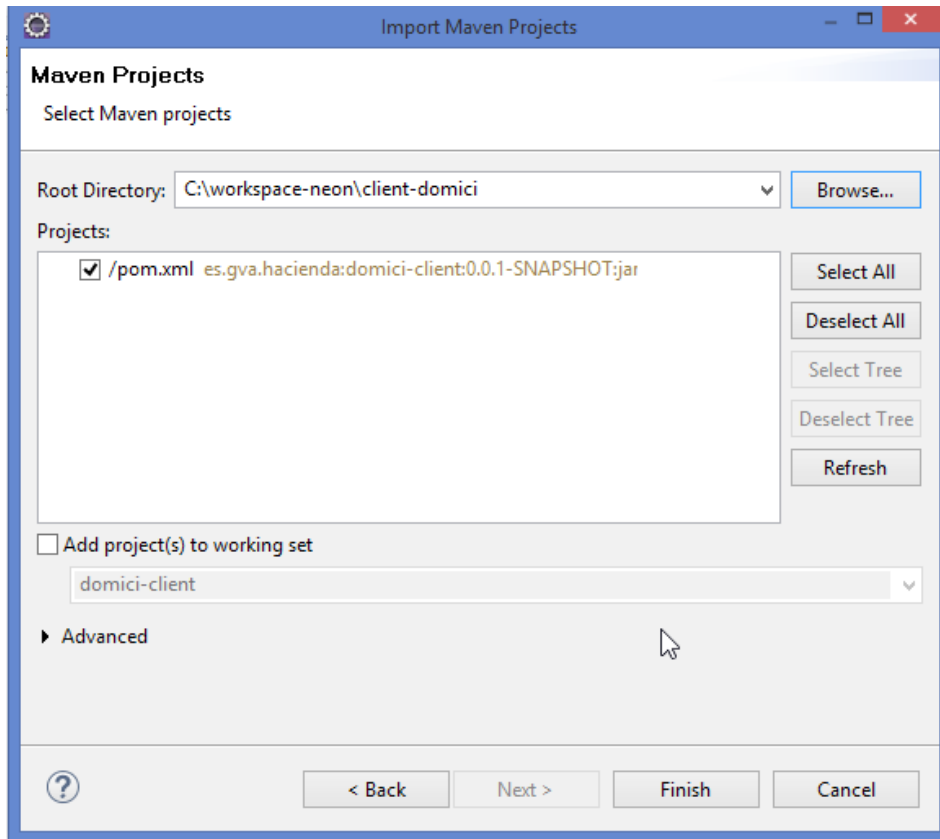 Import Maven Projects
Maven Projects
Select Maven projects
Root Directory: C:\workspace-neon\client-domici Browse...
Projects:
/pom.xml es.gva.hacienda:domici-client:0.0.1-SNAPSHOT:jar
Select All
Deselect All
Select Tree
Deselect Tree
Refresh
Add project(s) to working set
domici-client
Advanced
? < Back Next > Finish Cancel